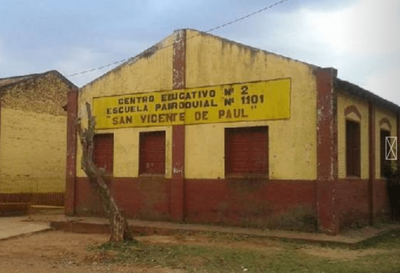 CENTRO EDUCATIVO Nº 2
ESCUELA PARROQUIAL Nº 1101
"SAN VICENTE DE PAUL"